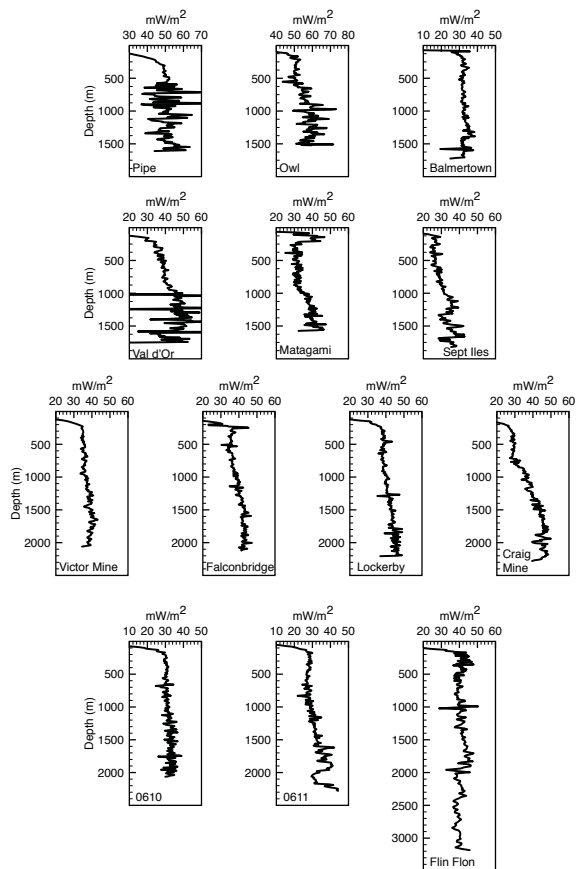 mW/m2 mW/m2 mW/m2
30 40 50 60 70 40 50 60 70 80 10 20 30 40 50
Depth (m)
500 500 500
1000 1000 1000
1500 1500 1500
Pipe Owl Balmertown
mW/m2 mW/m2 mW/m2
20 30 40 50 60 20 30 40 50 60 20 30 40 50 60
Depth (m)
500 500 500
1000 1000 1000
1500 1500 1500
Val d'Or Matagami Sept Iles
mW/m2 mW/m2 mW/m2 mW/m2
20 30 40 50 60 20 30 40 50 60 20 30 40 50 60 20 30 40 50 60
Depth (m)
500 500 500 500
1000 1000 1000 1000
1500 1500 1500 1500
2000 2000 2000 2000
Victor Mine Falconbridge Lockerby Craig
Mine
mW/m2 mW/m2 mW/m2
10 20 30 40 50 10 20 30 40 50 20 30 40 50 60
Depth (m)
500 500 500
1000 1000 1000
1500 1500 1500
2000 2000 2000
2500
3000
0610 0611 Flin Flon